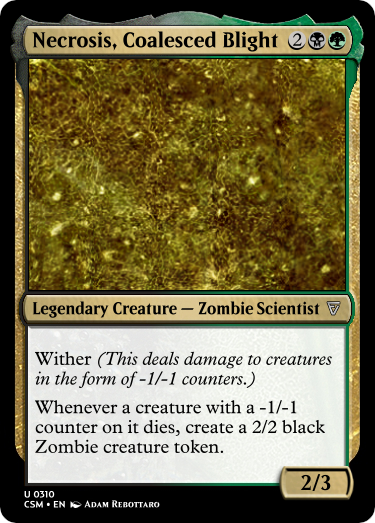 Necrosis, Coalesced Blight 2
Legendary Creature — Zombie Scientist
Wither (This deals damage to creatures
in the form of -1/-1 counters.)
Whenever a creature with a -1/-1
counter on it dies, create a 2/2 black
Zombie creature token.
2/3
U 0310
CSM • EN Adam Rebottaro